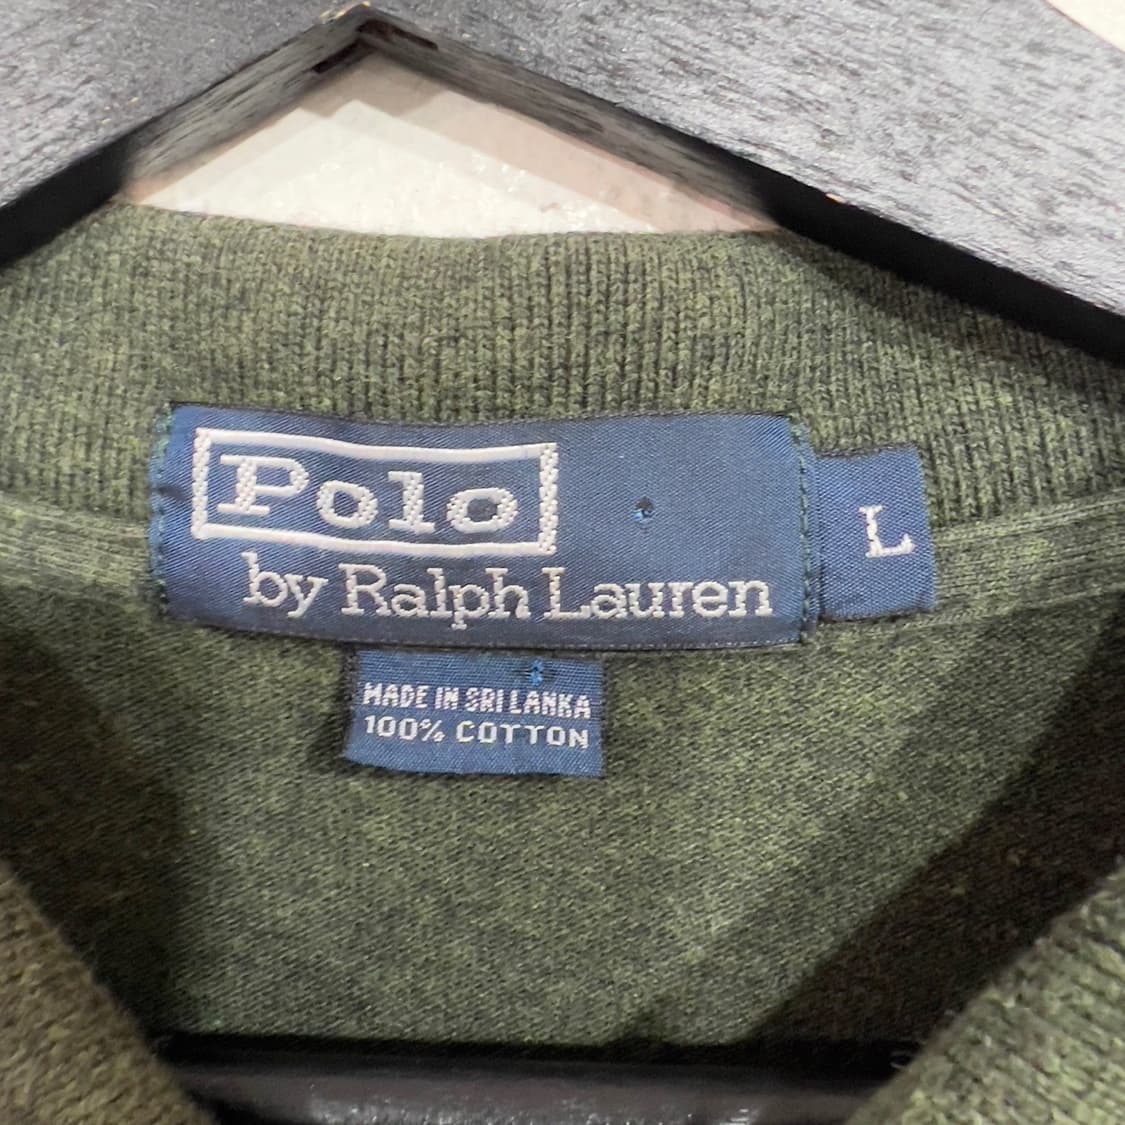 Polo
by Ralph Lauren
L
MADE IN SRI LANKA
100% COTTON